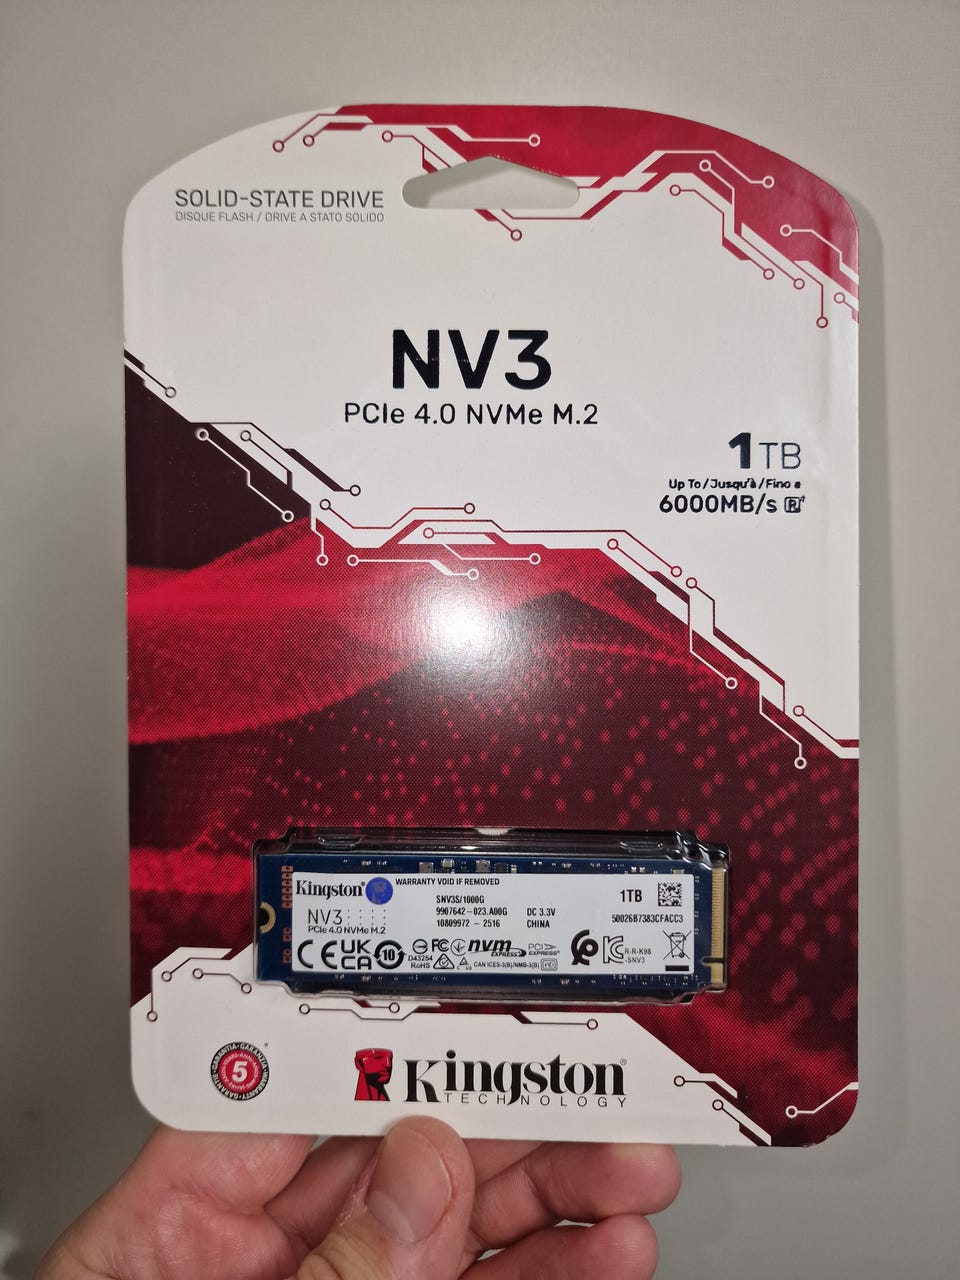 SOLID-STATE DRIVE
DISQUE FLASH / DRIVE A STATO SOLIDO
NV3
PCIe 4.0 NVMe M.2
1TB
Up To / Jusqu'à / Fino a
6000MB/s R†
Kingston®
WARRANTY VOID IF REMOVED
NV3
PCIe 4.0 NVMe M.2
SNV3S/1000G
9907642-023.A00G
10809972 - 2516
DC 3.3V
CHINA
1TB
50026B7383CFACC3
CE UK CA 10 D43254 RoHS
FC nvm EXPRESS
PCI EXPRESS®
CAN ICES-3(B)/NMB-3(B)
R-R-K98
-SNV3
5
Kingston®
TECHNOLOGY